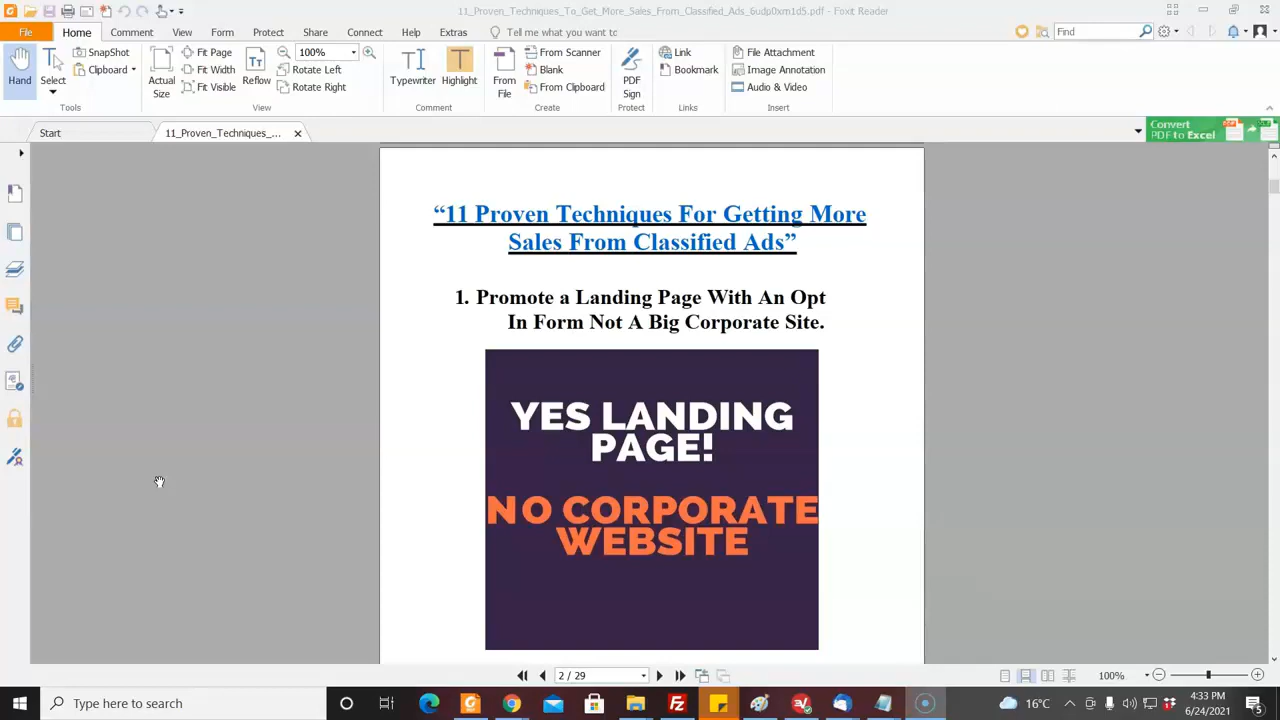 11_Proven_Techniques_To_Get_More_Sales_From_Classified_Ads_6udp0xm1d5.pdf - Foxit Reader
File Home Comment View Form Protect Share Connect Help Extras Tell me what you want to Find
Hand
Select
SnapShot
Clipboard
Tools
Actual
Size
Fit Page
Fit Width
Fit Visible
Reflow
100%
Rotate Left
Rotate Right
View
Typewriter
Highlight
Comment
From
File
From Scanner
Blank
From Clipboard
Create
PDF
Sign
Protect
Link
Bookmark
Links
File Attachment
Image Annotation
Audio & Video
Insert
Start 11_Proven_Techniques_...
Convert
PDF to Excel
“11 Proven Techniques For Getting More
Sales From Classified Ads”
1. Promote a Landing Page With An Opt
In Form Not A Big Corporate Site.
YES LANDING
PAGE!
NO CORPORATE
WEBSITE
2 / 29 100%
Type here to search
16°C
4:33 PM
6/24/2021
5